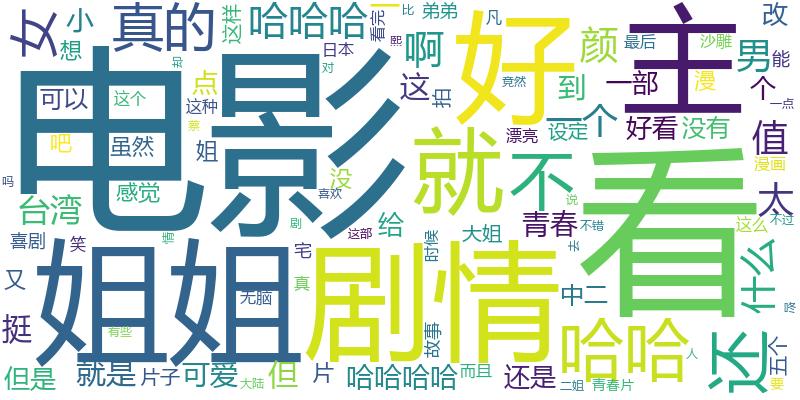 女
小
想
真的
这样
哈哈哈
看完
一
比
弟弟
凡
改
日本
熙
却
对
啊
好
颜
最后
沙雕
主
男
能
电影
可以
这个
点
这种
这
拍
到
一部
漫
个
一点
竟然
吧
虽然
蔡
姐
就
漂亮
设定
一个
好看
没有
值
漫画
吗
感觉
没
喜欢
不
说
看
太
台湾
剧
给
青春
不错
这么
不过
喜剧
笑
情
宅
这部
时候
大姐
去
什么
又
姐姐
无脑
真
剧情
中二
咚
挺
有些
故事
哈哈
还
人
五个
但是
就是
片子
可爱
大陆
但
片
哈哈哈哈
而且
还是
二姐
青春片
要